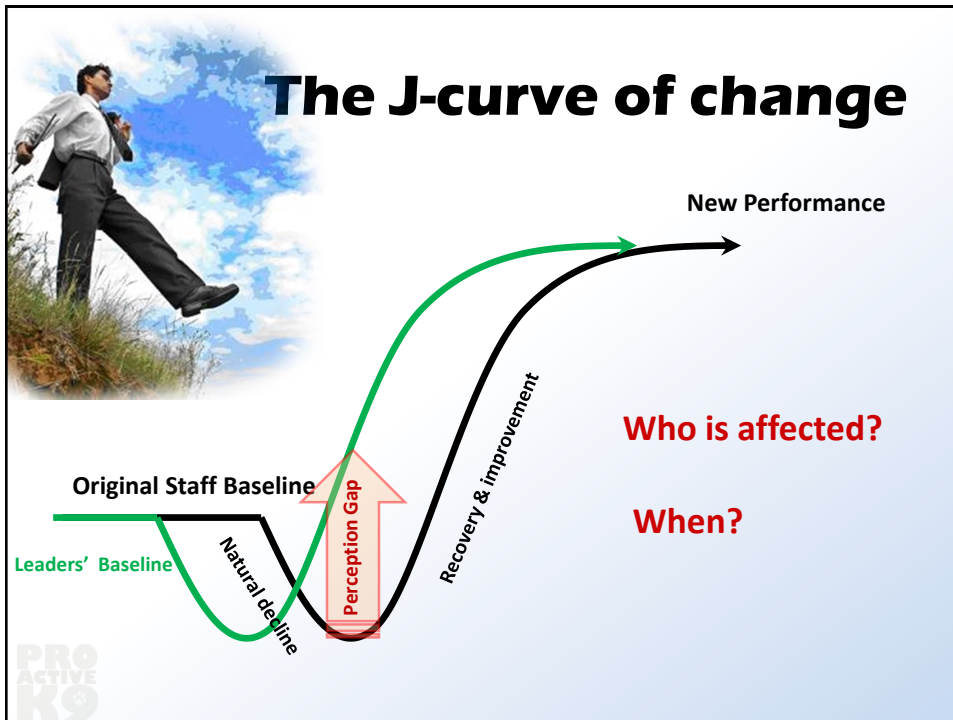 The J-curve of change
New Performance
Recovery & improvement
Who is affected?
Original Staff Baseline
Perception Gap
When?
Leaders’ Baseline
Natural decline
PRO
ACTIVE
K9